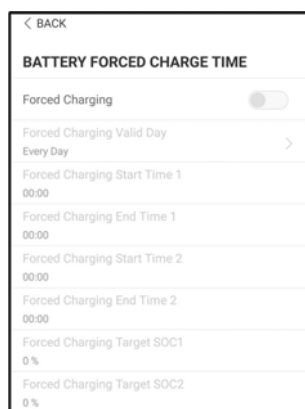 < BACK
BATTERY FORCED CHARGE TIME
Forced Charging
Forced Charging Valid Day
Every Day
Forced Charging Start Time 1
00:00
Forced Charging End Time 1
00:00
Forced Charging Start Time 2
00:00
Forced Charging End Time 2
00:00
Forced Charging Target SOC1
0 %
Forced Charging Target SOC2
0 %